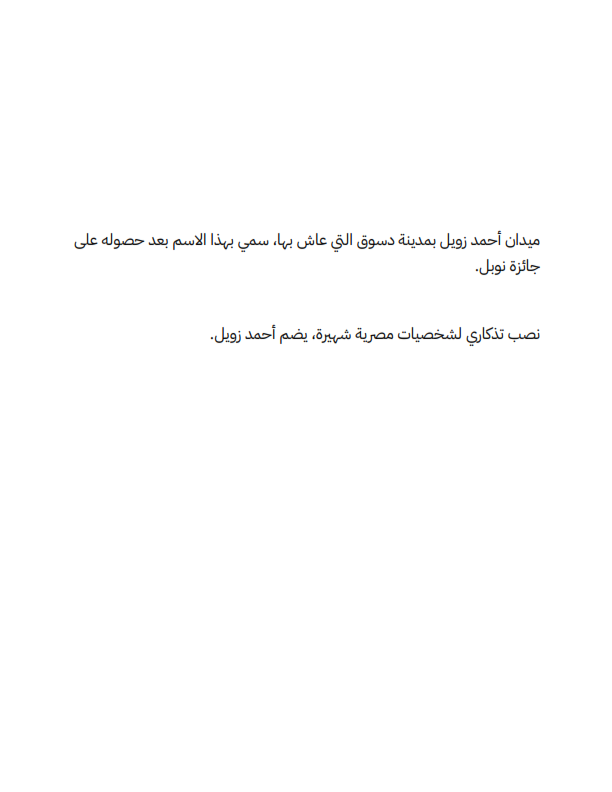 ميدان أحمد زويل بمدينة دسوق التي عاش بها، سمي بهذا الاسم بعد حصوله على
جائزة نوبل.
نصب تذكاري لشخصيات مصرية شهيرة، يضم أحمد زويل.